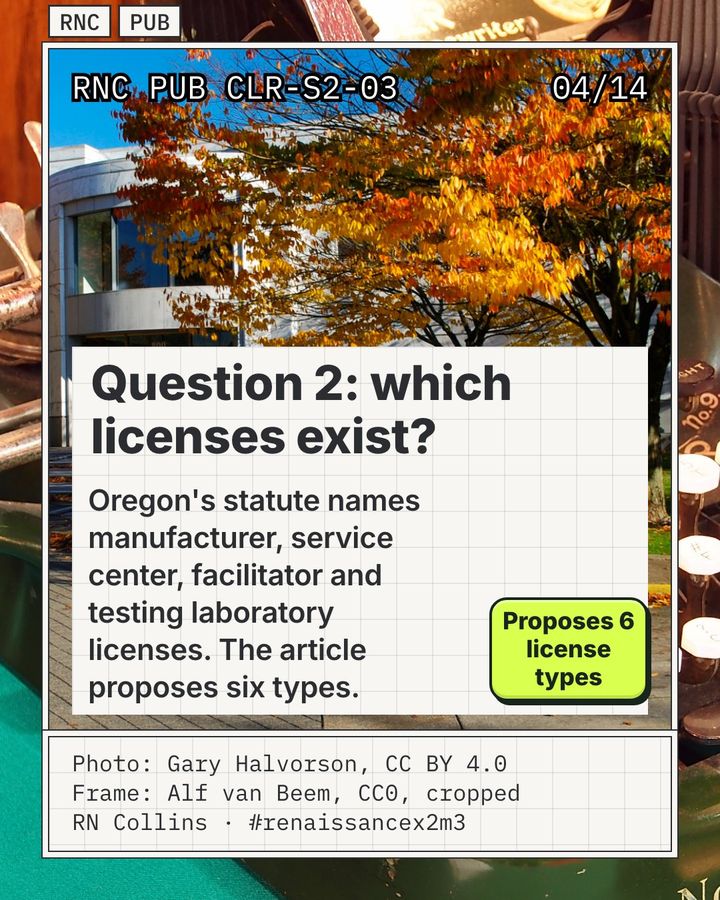 RNC PUB
RNC PUB CLR-S2-03 04/14
Question 2: which
licenses exist?
Oregon's statute names
manufacturer, service
center, facilitator and
testing laboratory
licenses. The article
proposes six types.
Proposes 6
license
types
Photo: Gary Halvorson, CC BY 4.0
Frame: Alf van Beem, CC0, cropped
RN Collins · #renaissancex2m3
No.9